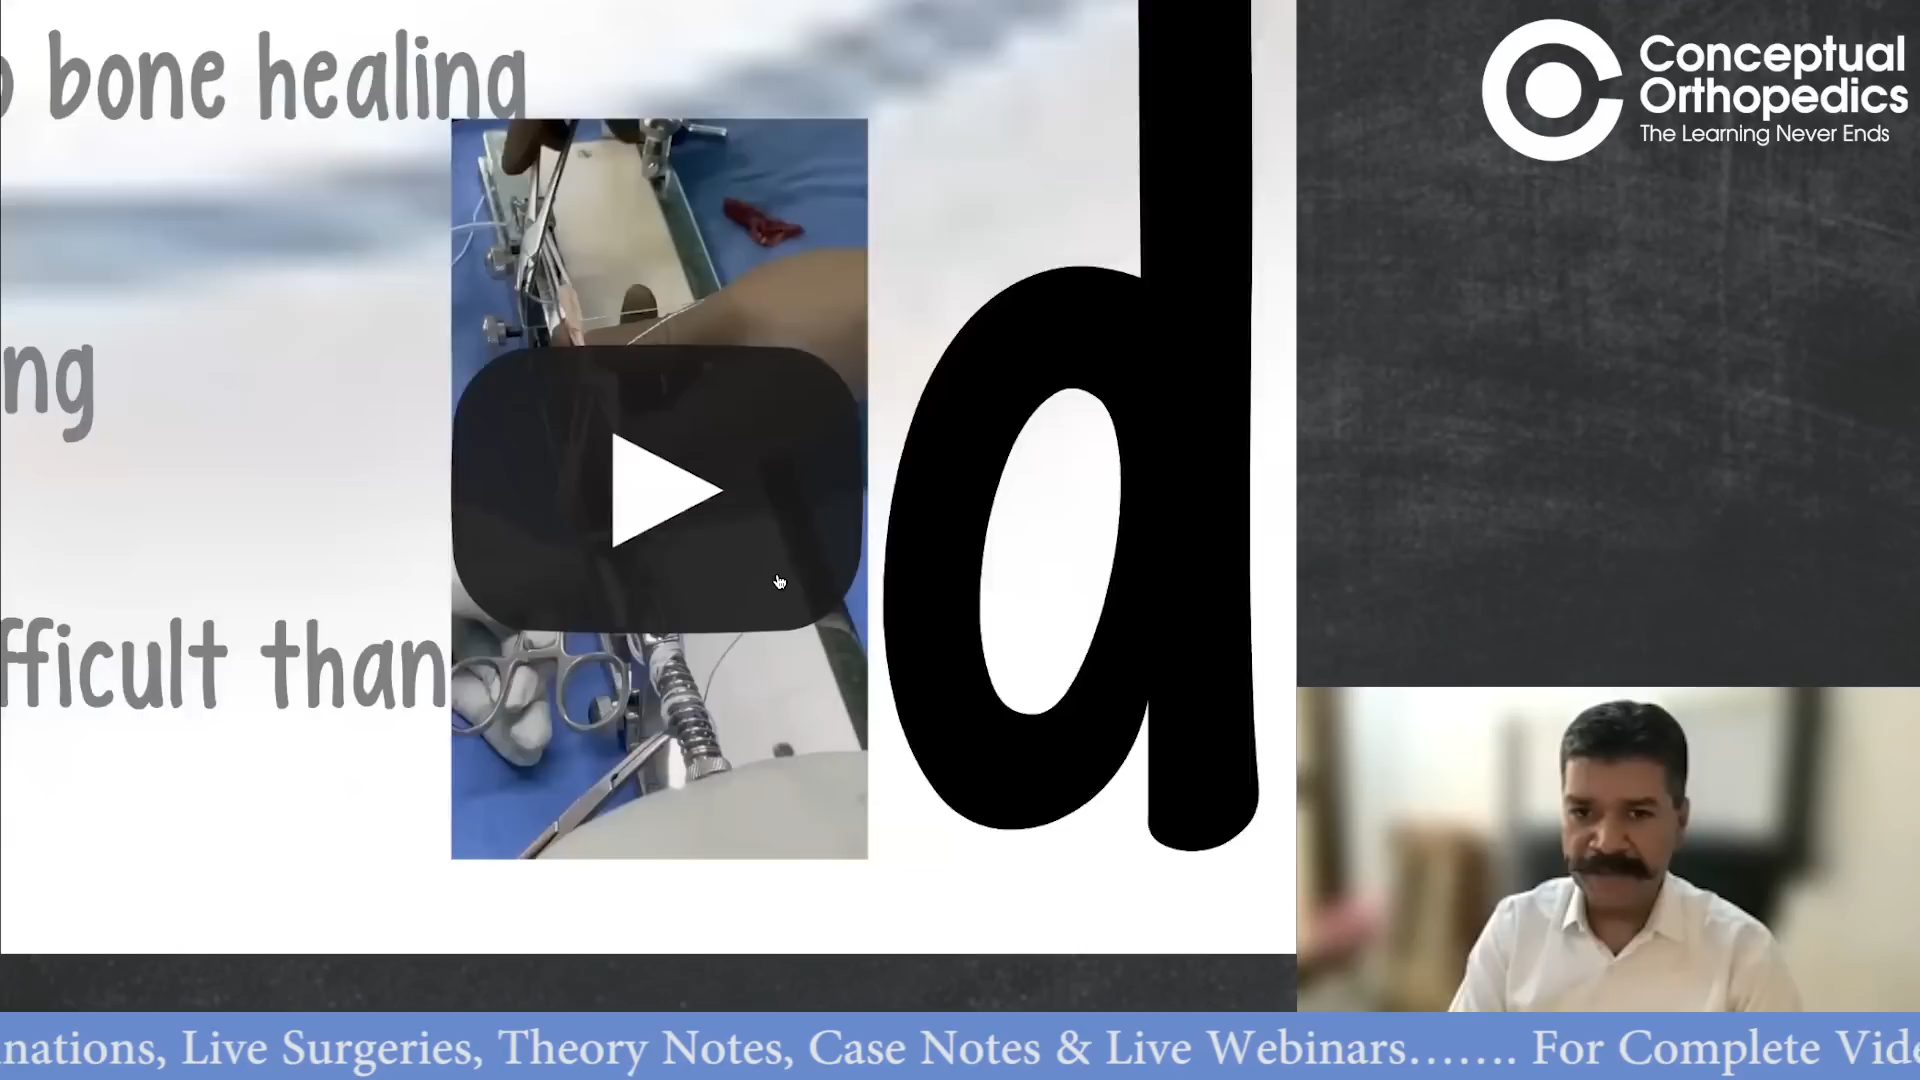 bone healing
ng
fficult than
d
Conceptual
Orthopedics
The Learning Never Ends
nations, Live Surgeries, Theory Notes, Case Notes & Live Webinars....... For Complete Vide